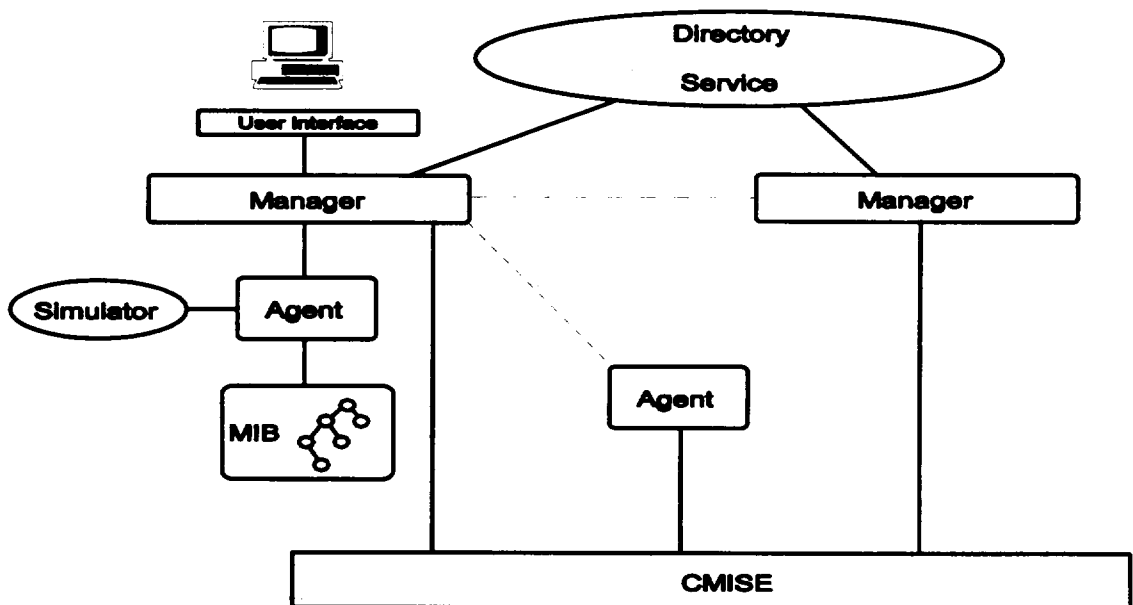 Directory
Service
User Interface
Manager
Manager
Simulator
Agent
Agent
MIB
CMISE